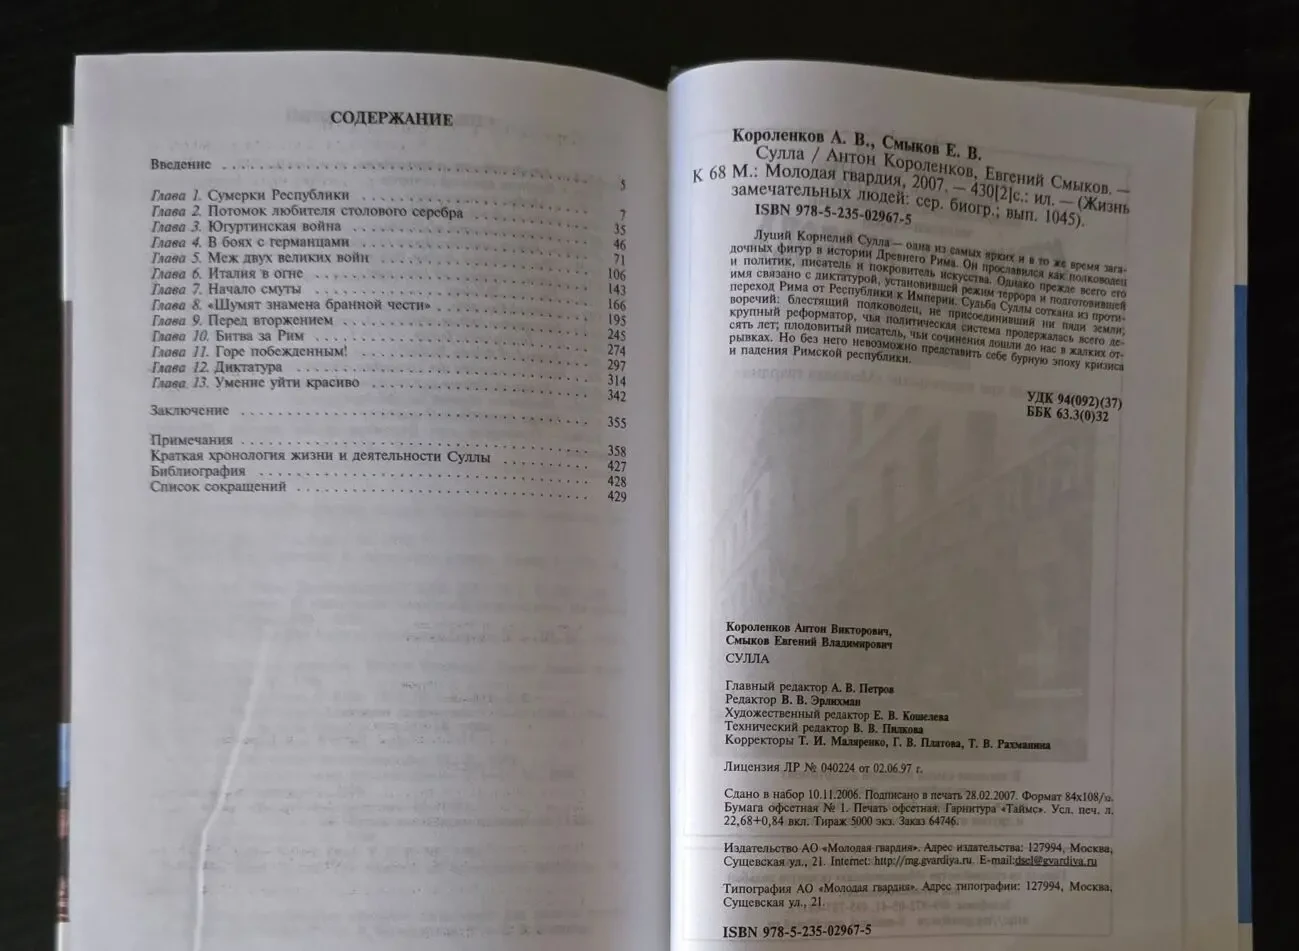 СОДЕРЖАНИЕ
Введение . . . . . . . . . . . . . . . . . . . . . . . . . . . . 5
Глава 1. Сумерки Республики . . . . . . . . . . . . . . . . . . 7
Глава 2. Потомок любителя столового серебра . . . . . . . . . . 35
Глава 3. Югуртинская война . . . . . . . . . . . . . . . . . . 46
Глава 4. В боях с германцами . . . . . . . . . . . . . . . . . 71
Глава 5. Меж двух великих войн . . . . . . . . . . . . . . . . 106
Глава 6. Италия в огне . . . . . . . . . . . . . . . . . . . . 143
Глава 7. Начало смуты . . . . . . . . . . . . . . . . . . . . 166
Глава 8. «Шумят знамена бранной чести» . . . . . . . . . . . . 195
Глава 9. Перед вторжением . . . . . . . . . . . . . . . . . . 245
Глава 10. Битва за Рим . . . . . . . . . . . . . . . . . . . . 274
Глава 11. Горе побежденным! . . . . . . . . . . . . . . . . . 297
Глава 12. Диктатура . . . . . . . . . . . . . . . . . . . . . 314
Глава 13. Умение уйти красиво . . . . . . . . . . . . . . . . 342
Заключение . . . . . . . . . . . . . . . . . . . . . . . . . . 355
Примечания . . . . . . . . . . . . . . . . . . . . . . . . . . 358
Краткая хронология жизни и деятельности Суллы . . . . . . . . 427
Библиография . . . . . . . . . . . . . . . . . . . . . . . . . 428
Список сокращений . . . . . . . . . . . . . . . . . . . . . . 429
Короленков А. В., Смыков Е. В.
Сулла / Антон Короленков, Евгений Смыков. —
К 68 М.: Молодая гвардия, 2007. — 430[2]с.: ил. — (Жизнь
замечательных людей: сер. биогр.; вып. 1045).
ISBN 978-5-235-02967-5
Луций Корнелий Сулла — одна из самых ярких и в то же время зага-
дочных фигур в истории Древнего Рима. Он прославился как полководец
и политик, писатель и покровитель искусства. Однако прежде всего его
имя связано с диктатурой, установившей режим террора и подготовившей
переход Рима от Республики к Империи. Судьба Суллы соткана из проти-
воречий: блестящий полководец, не присоединивший ни пяди земли;
крупный реформатор, чья политическая система продержалась всего де-
сять лет; плодовитый писатель, чьи сочинения дошли до нас в жалких от-
рывках. Но без него невозможно представить себе бурную эпоху кризиса
и падения Римской республики.
УДК 94(092)(37)
ББК 63.3(0)32
Короленков Антон Викторович,
Смыков Евгений Владимирович
СУЛЛА
Главный редактор А. В. Петров
Редактор В. В. Эрлихман
Художественный редактор Е. В. Кошелева
Технический редактор В. В. Пилкова
Корректоры Т. И. Маляренко, Г. В. Платова, Т. В. Рахманина
Лицензия ЛР № 040224 от 02.06.97 г.
Сдано в набор 10.11.2006. Подписано в печать 28.02.2007. Формат 84x108/32.
Бумага офсетная № 1. Печать офсетная. Гарнитура «Таймс». Усл. печ. л.
22,68+0,84 вкл. Тираж 5000 экз. Заказ 64746.
Издательство АО «Молодая гвардия». Адрес издательства: 127994, Москва,
Сущевская ул., 21. Internet: http://mg.gvardiya.ru. E-mail:dsel@gvardiya.ru
Типография АО «Молодая гвардия». Адрес типографии: 127994, Москва,
Сущевская ул., 21.
ISBN 978-5-235-02967-5